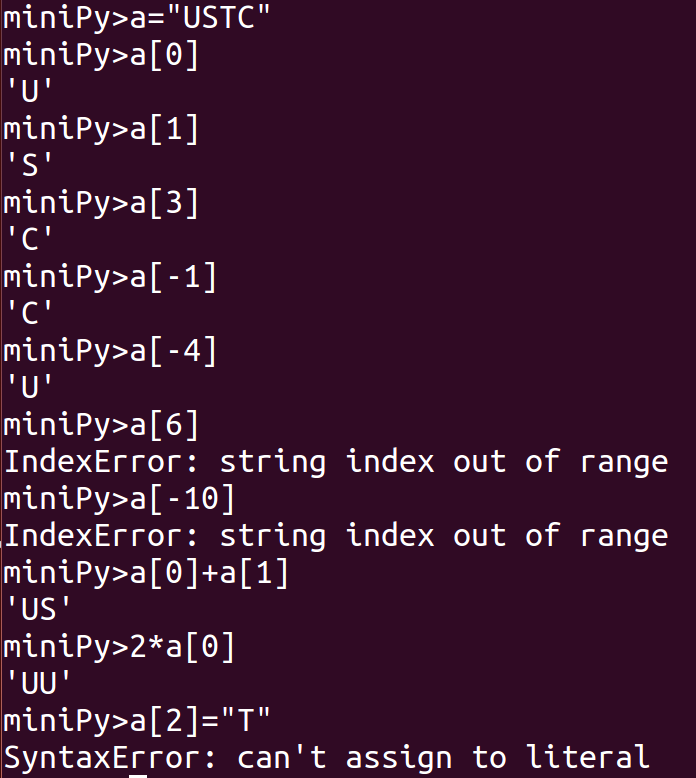 miniPy>a="USTC"
miniPy>a[0]
'U'
miniPy>a[1]
'S'
miniPy>a[3]
'C'
miniPy>a[-1]
'C'
miniPy>a[-4]
'U'
miniPy>a[6]
IndexError: string index out of range
miniPy>a[-10]
IndexError: string index out of range
miniPy>a[0]+a[1]
'US'
miniPy>2*a[0]
'UU'
miniPy>a[2]="T"
SyntaxError: can't assign to literal